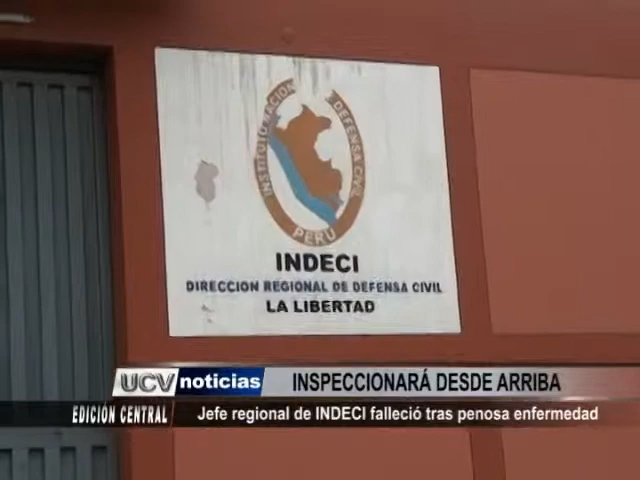 INSTITUTO NACIONAL DE DEFENSA CIVIL
PERU
INDECI
DIRECCION REGIONAL DE DEFENSA CIVIL
LA LIBERTAD
UCV noticias INSPECCIONARÁ DESDE ARRIBA
EDICIÓN CENTRAL Jefe regional de INDECI falleció tras penosa enfermedad